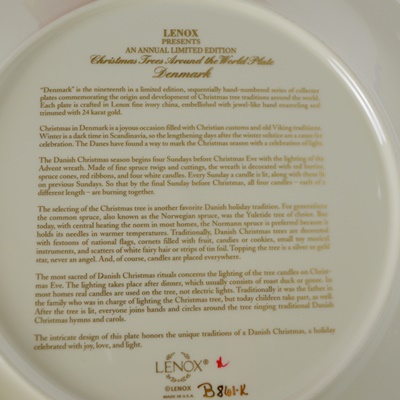 LENOX
PRESENTS
AN ANNUAL LIMITED EDITION
Christmas Trees Around the World Plate
Denmark
"Denmark" is the nineteenth in a limited edition, sequentially hand-numbered series of collector
plates commemorating the origin and development of Christmas tree traditions around the world.
Each plate is crafted in Lenox fine ivory china, embellished with jewel-like hand enameling and
trimmed with 24 karat gold.
Christmas in Denmark is a joyous occasion filled with Christian customs and old Viking traditions.
Winter is a dark time in Scandinavia, so the lengthening days after the winter solstice are a cause for
celebration. The Danes have found a way to mark the Christmas season with a celebration of light.
The Danish Christmas season begins four Sundays before Christmas Eve with the lighting of the
Advent wreath. Made of fine spruce twigs and cuttings, the wreath is decorated with red berries,
spruce cones, and ribbons, and four white candles. Every Sunday a candle is lit, along with those lit
on previous Sundays. So that by the final Sunday before Christmas, all four candles – each of a
different length – are burning together.
The selecting of the Christmas tree is another favorite Danish holiday tradition. For generations
the common spruce, also known as the Norwegian spruce, was the Yuletide tree of choice. But
today, with central heating the norm in most homes, the Normann spruce is preferred because it
holds its needles in warmer temperatures. Traditionally, Danish Christmas trees are decorated
with festoons of national flags, cornets filled with fruit, candies or cookies, small toy musical
instruments, and scatters of white fairy hair or strips of tin foil. Topping the tree is a silver or gold
star, never an angel. And, of course, candles are placed everywhere.
The most sacred of Danish Christmas rituals concerns the lighting of the tree candles on Christ-
mas Eve. The lighting takes place after dinner, which usually consists of roast duck or goose. In
most homes real candles are used on the tree, not electric lights. Traditionally it was the father in
the family who was in charge of lighting the Christmas tree, but today children take part, as well.
After the tree is lit, everyone joins hands and circles around the tree singing traditional Danish
Christmas hymns and carols.
The intricate design of this plate honors the unique traditions of a Danish Christmas, a holiday
celebrated with joy, love, and light.
LENOX®
©LENOX
MADE IN U.S.A.
B861-R